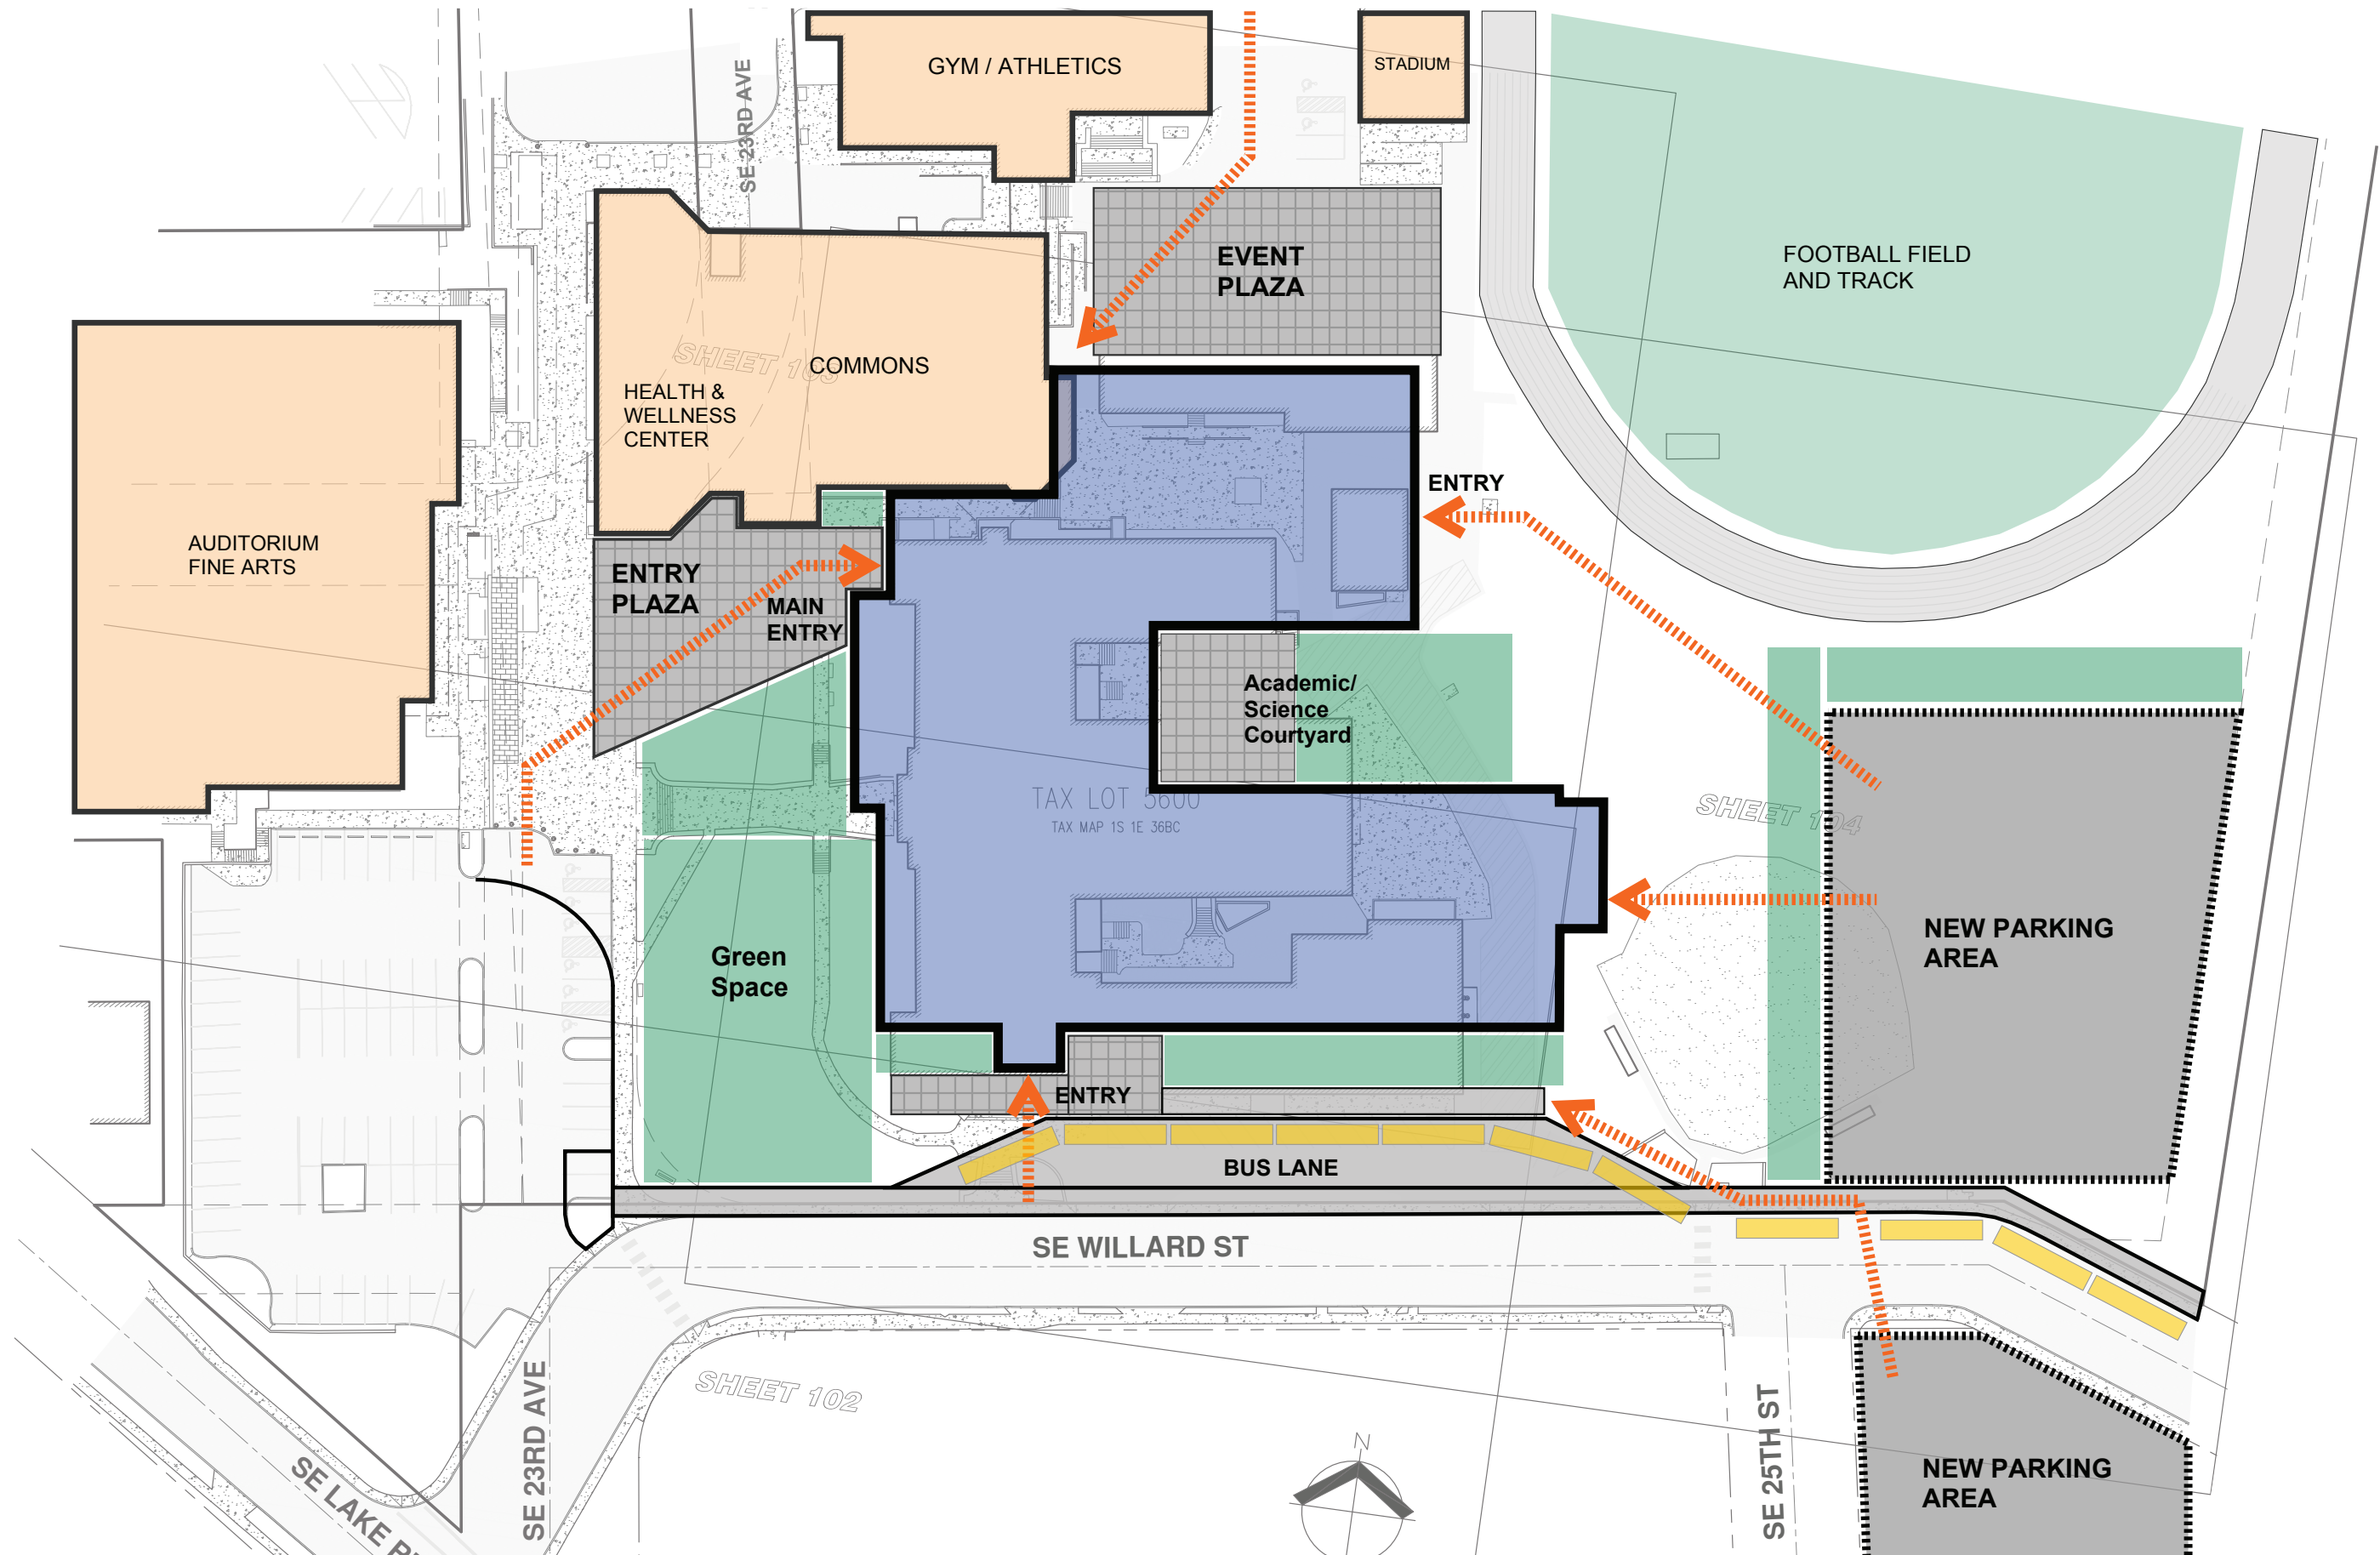 GYM / ATHLETICS
STADIUM
SE 23RD AVE
EVENT
PLAZA
FOOTBALL FIELD
AND TRACK
SHEET 103
COMMONS
HEALTH &
WELLNESS
CENTER
ENTRY
AUDITORIUM
FINE ARTS
ENTRY
PLAZA
MAIN
ENTRY
Academic/
Science
Courtyard
TAX LOT 5600
TAX MAP 1S 1E 36BC
SHEET 104
NEW PARKING
AREA
Green
Space
ENTRY
BUS LANE
SE WILLARD ST
SHEET 102
SE 23RD AVE
SE LAKE
SE 25TH ST
N
NEW PARKING
AREA